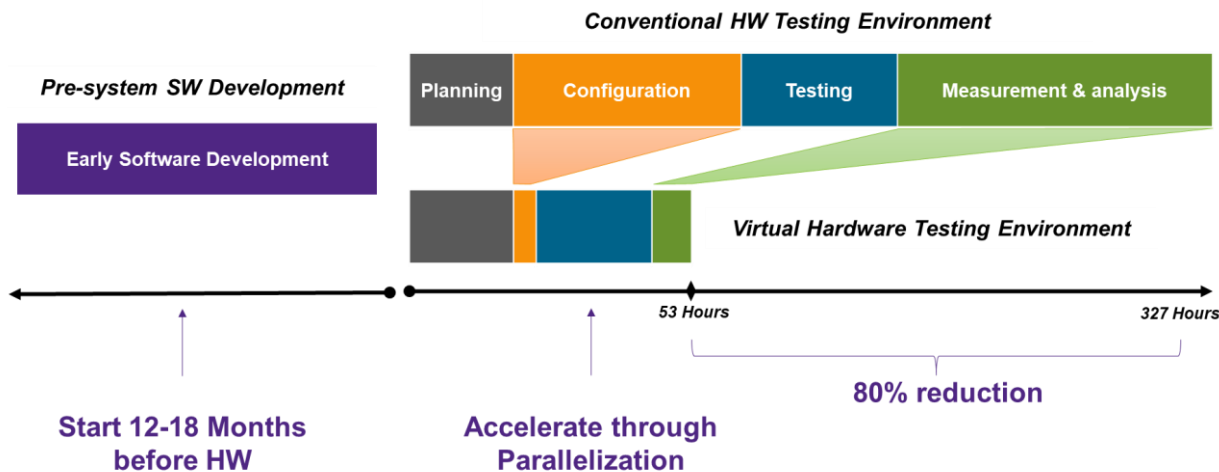 Conventional HW Testing Environment
Pre-system SW Development
Planning
Configuration
Testing
Measurement & analysis
Early Software Development
Virtual Hardware Testing Environment
53 Hours
327 Hours
80% reduction
Start 12-18 Months
before HW
Accelerate through
Parallelization